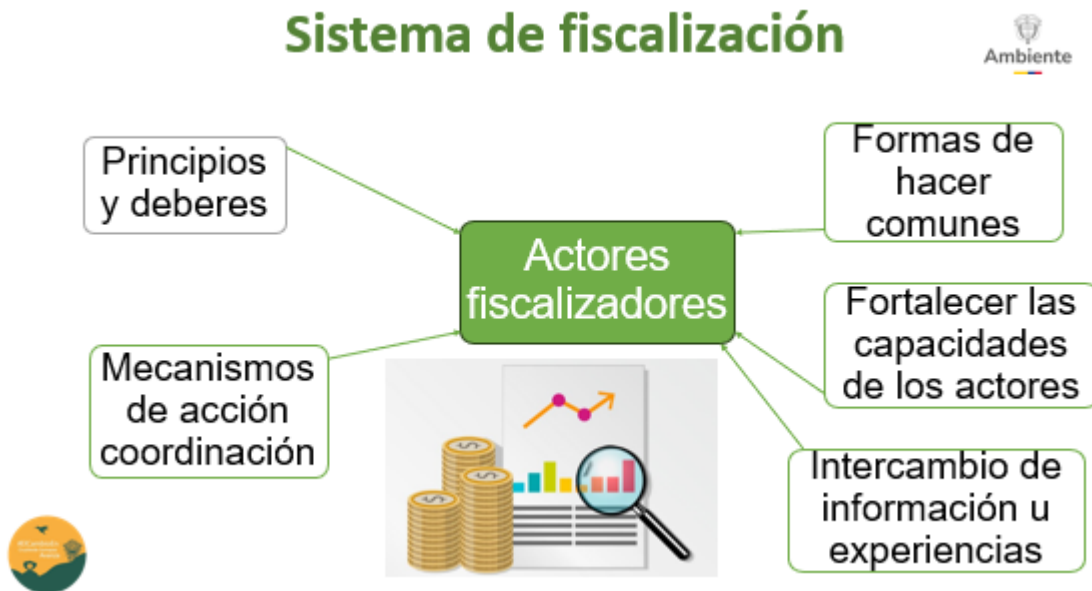 Sistema de fiscalización
Ambiente
Principios
y deberes
Mecanismos
de acción
coordinación
Actores
fiscalizadores
Formas de
hacer
comunes
Fortalecer las
capacidades
de los actores
Intercambio de
información u
experiencias